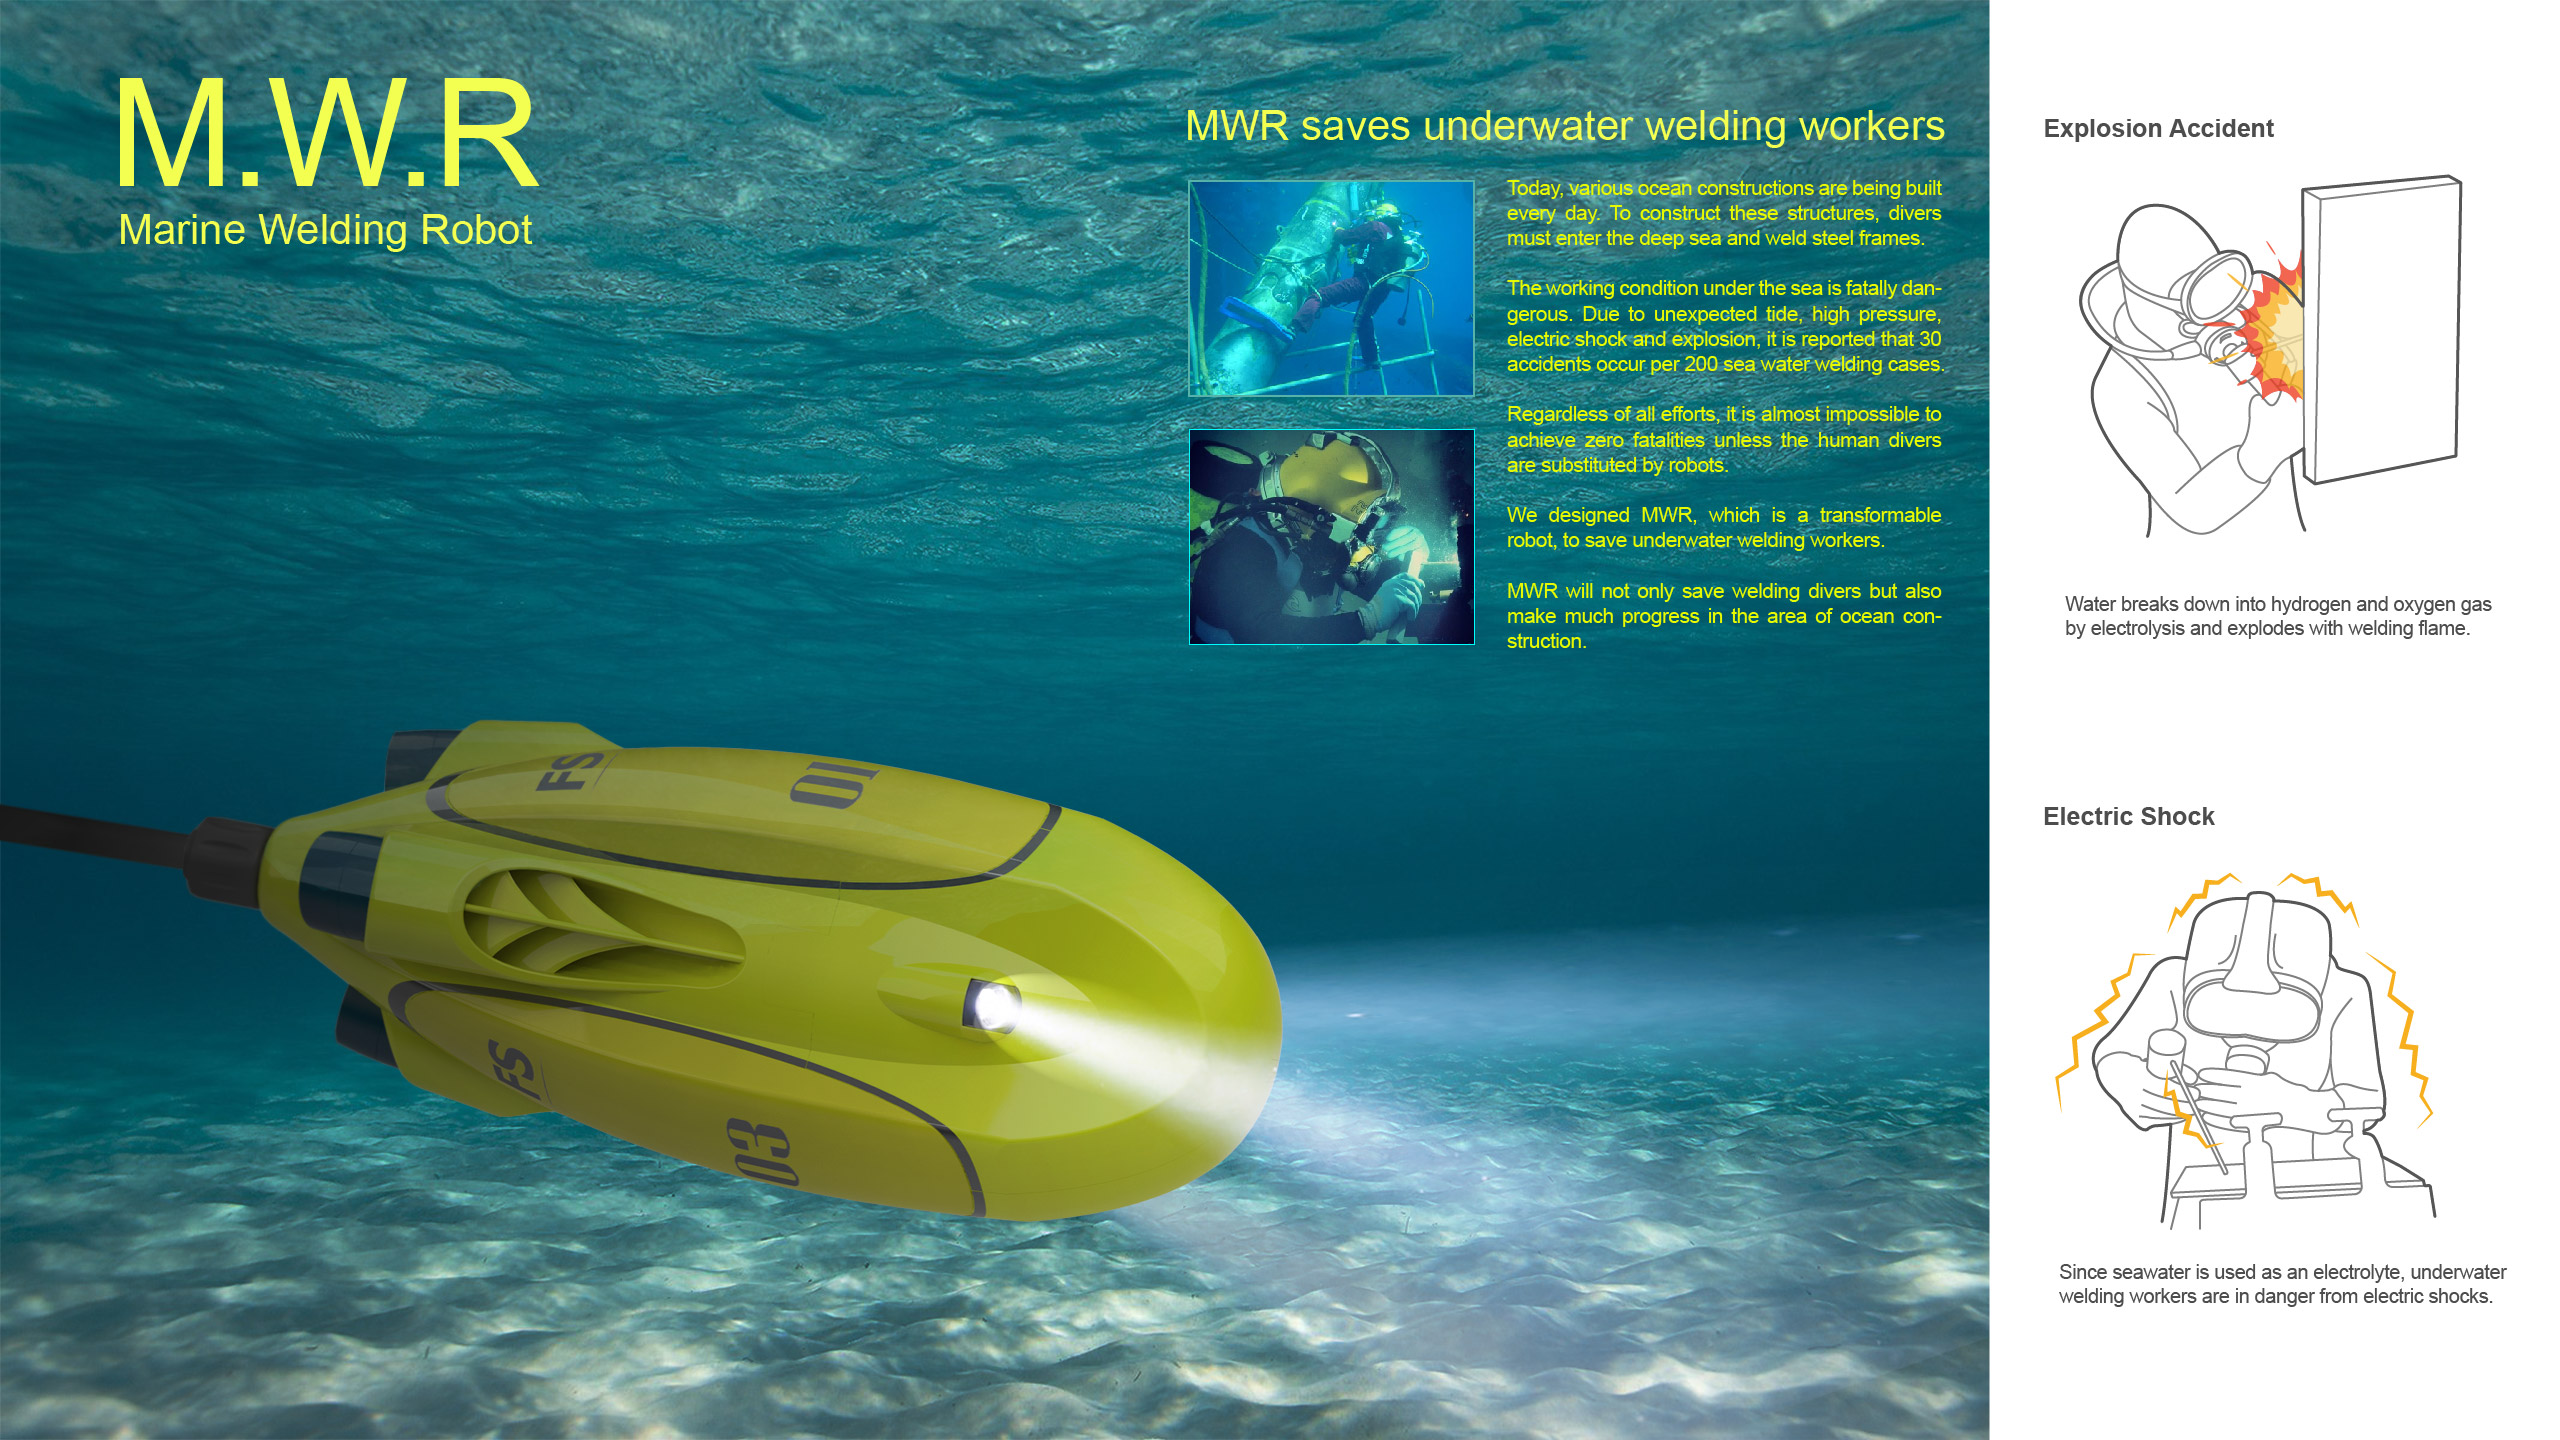 M.W.R
Marine Welding Robot
MWR saves underwater welding workers
Today, various ocean constructions are being built
every day. To construct these structures, divers
must enter the deep sea and weld steel frames.
The working condition under the sea is fatally dan-
gerous. Due to unexpected tide, high pressure,
electric shock and explosion, it is reported that 30
accidents occur per 200 sea water welding cases.
Regardless of all efforts, it is almost impossible to
achieve zero fatalities unless the human divers
are substituted by robots.
We designed MWR, which is a transformable
robot, to save underwater welding workers.
MWR will not only save welding divers but also
make much progress in the area of ocean con-
struction.
FS
01
FS
03
Explosion Accident
Water breaks down into hydrogen and oxygen gas
by electrolysis and explodes with welding flame.
Electric Shock
Since seawater is used as an electrolyte, underwater
welding workers are in danger from electric shocks.